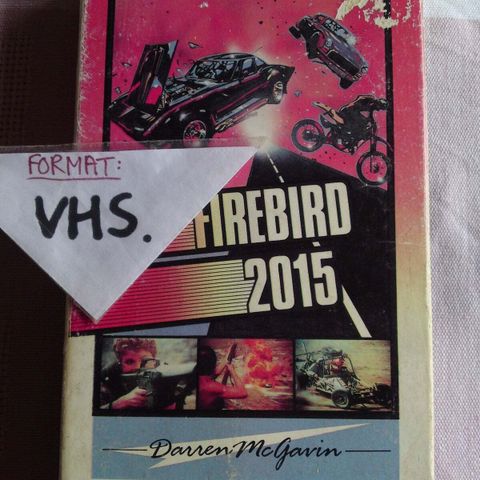 FORMAT:
VHS.
FIREBIRD
2015
Darren McGavin